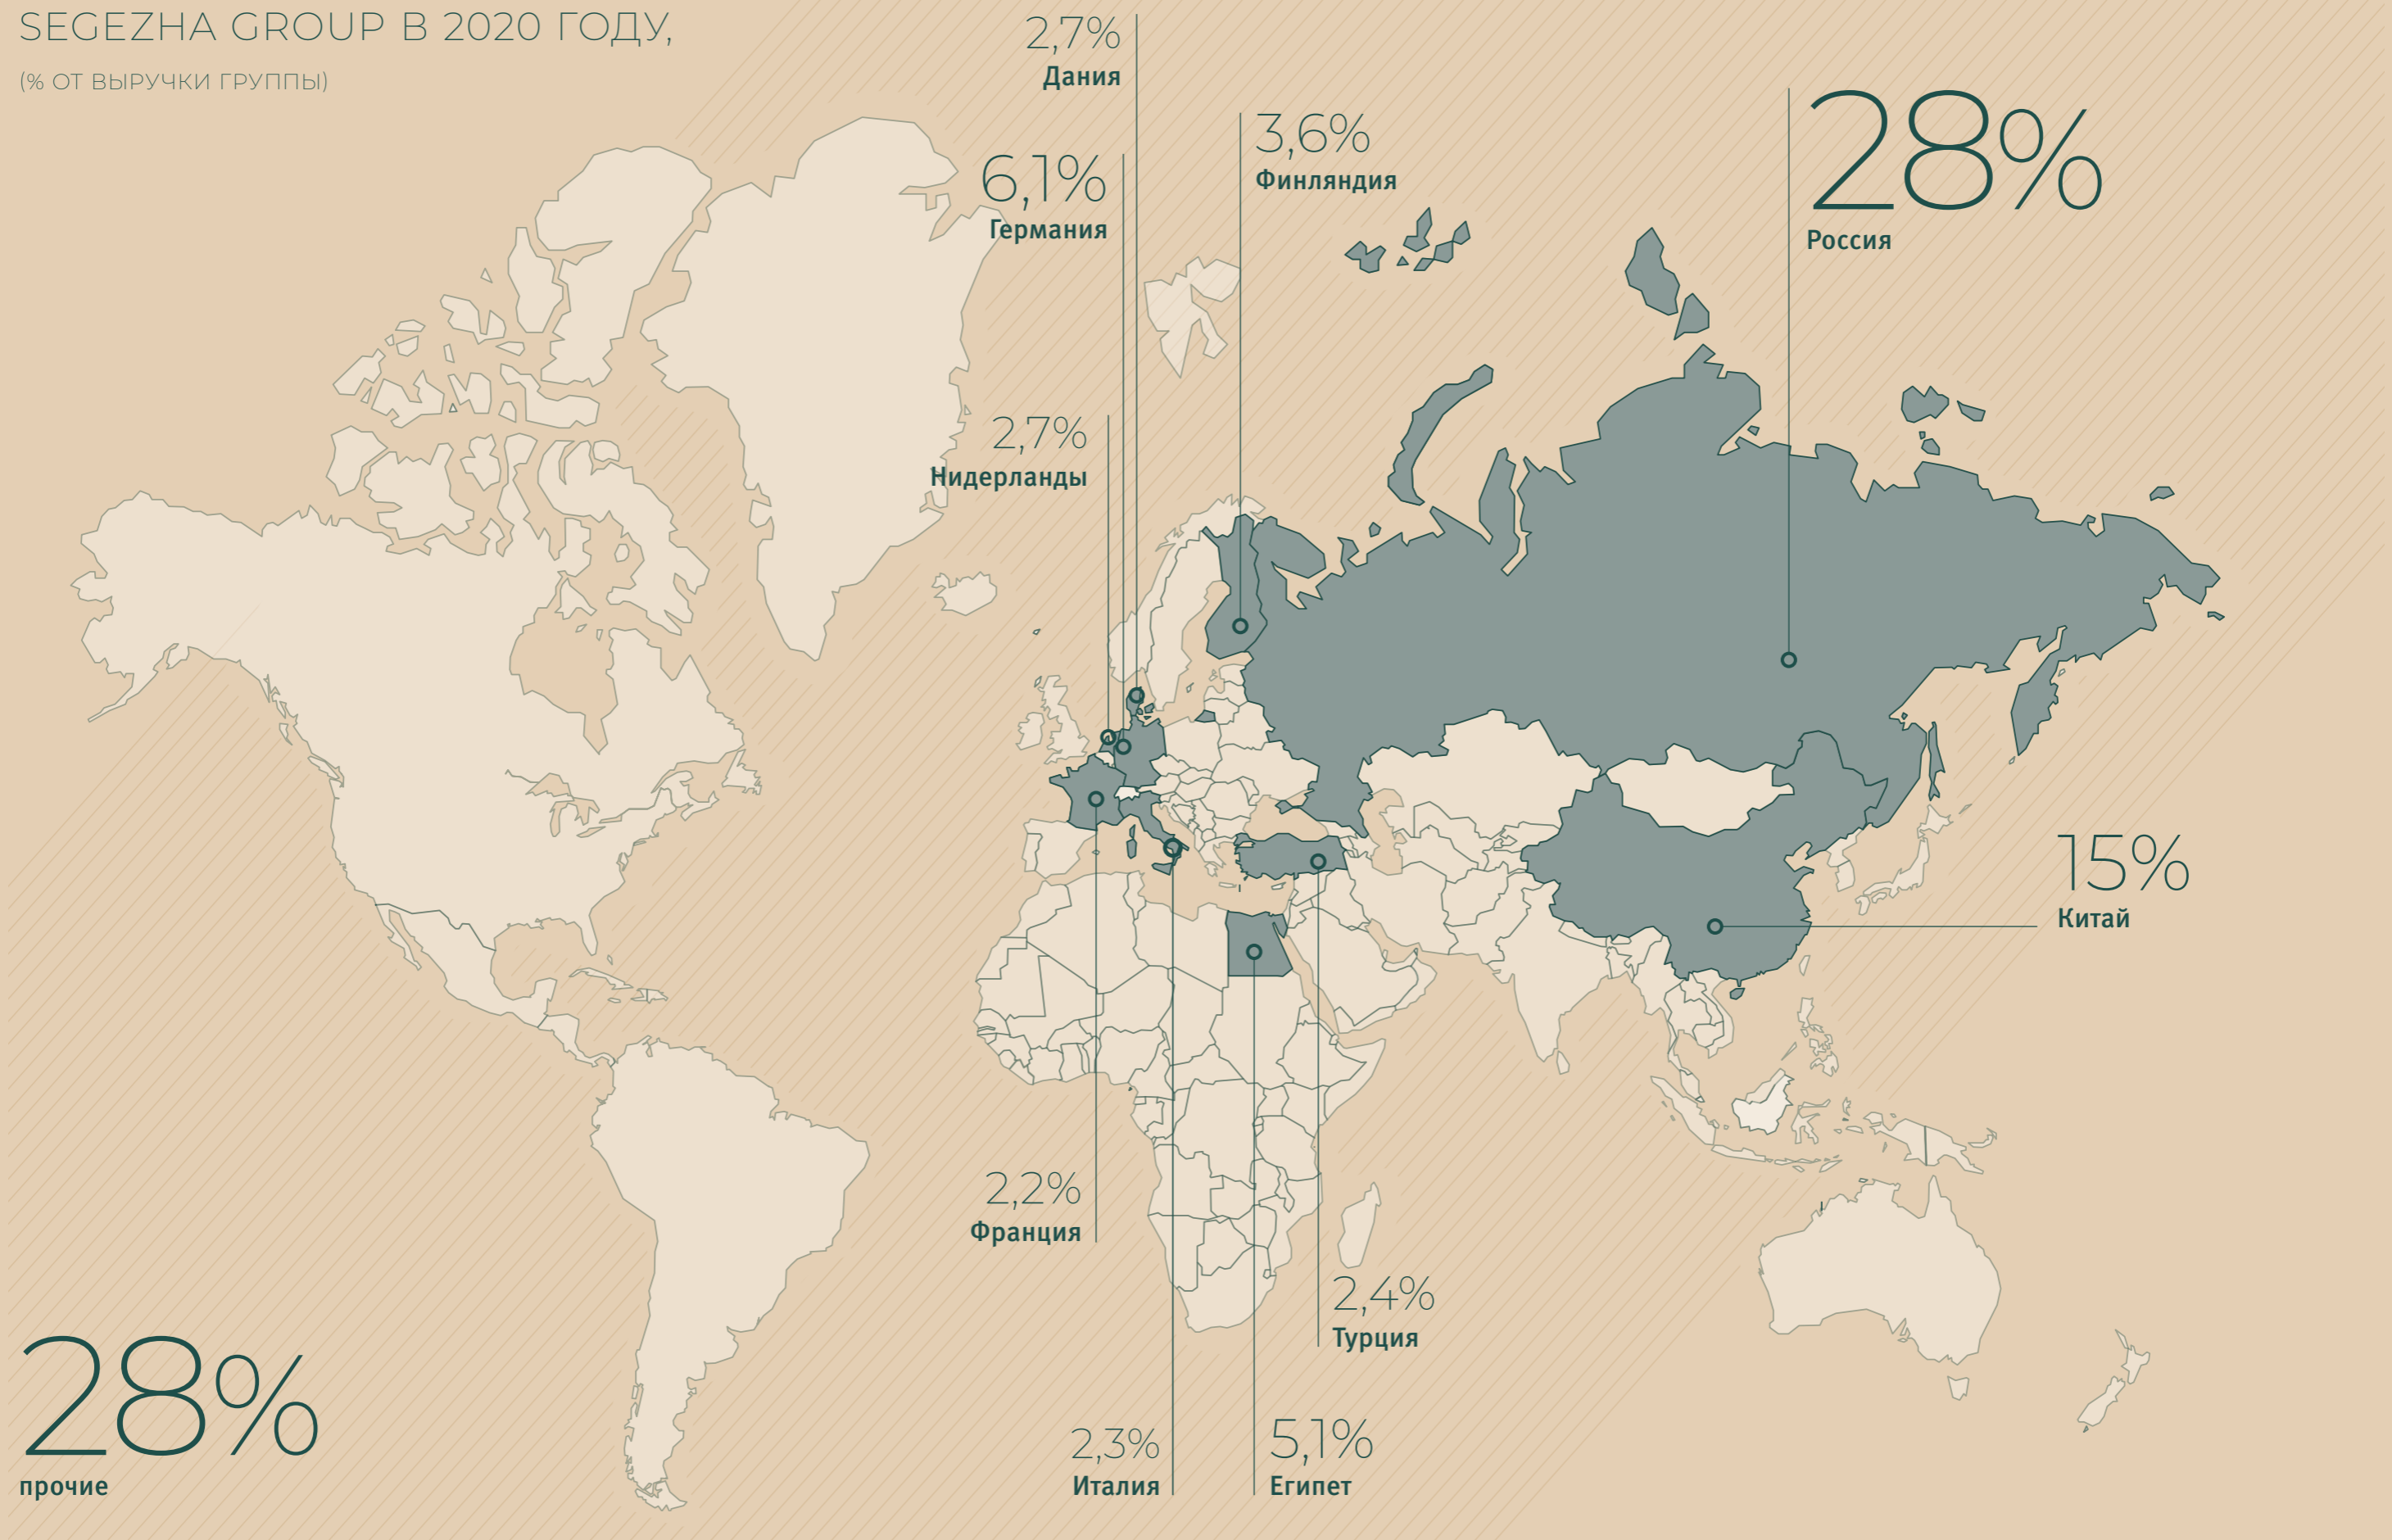 SEGEZHA GROUP В 2020 ГОДУ,
(% ОТ ВЫРУЧКИ ГРУППЫ)
2,7%
Дания
3,6%
Финляндия
28%
Россия
6,1%
Германия
2,7%
Нидерланды
15%
Китай
2,2%
Франция
2,4%
Турция
28%
прочие
2,3%
Италия
5,1%
Египет